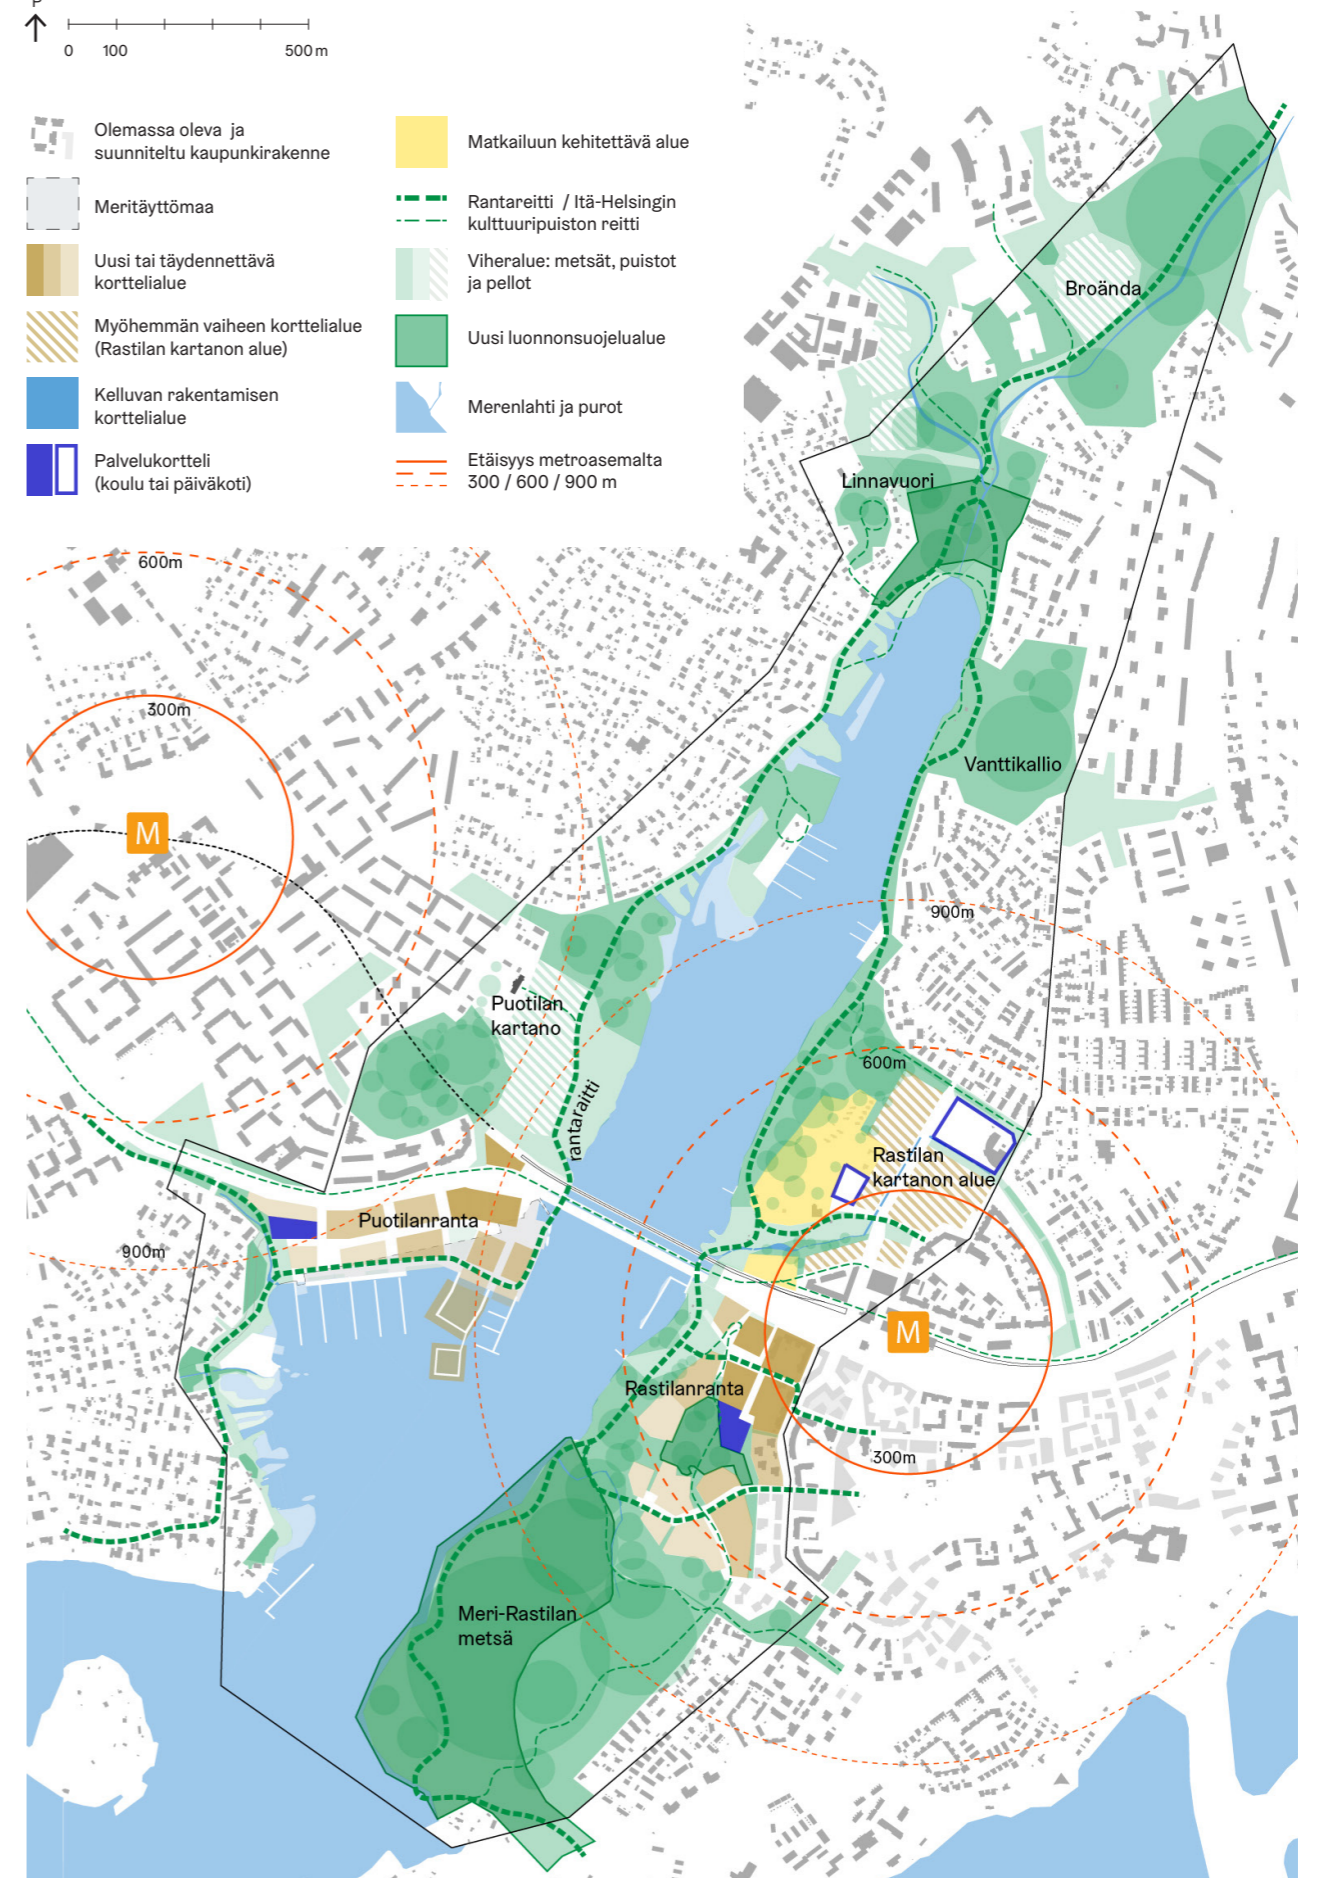 P
0 100 500 m
Olemassa oleva ja
suunniteltu kaupunkirakenne
Meritäyttömaa
Uusi tai täydennettävä
korttelialue
Myöhemmän vaiheen korttelialue
(Rastilan kartanon alue)
Kelluvan rakentamisen
korttelialue
Palvelukortteli
(koulu tai päiväkoti)
Matkailuun kehitettävä alue
Rantareitti / Itä-Helsingin
kulttuuripuiston reitti
Viheralue: metsät, puistot
ja pellot
Uusi luonnonsuojelualue
Merenlahti ja purot
Etäisyys metroasemalta
300 / 600 / 900 m
Broända
Linnavuori
600m
300m
Vanttikallio
M
900m
Puotilan
kartano
600m
rantaraitti
Rastilan
kartanon alue
Puotilanranta
900m
M
Rastilanranta
300m
Meri-Rastilan
metsä